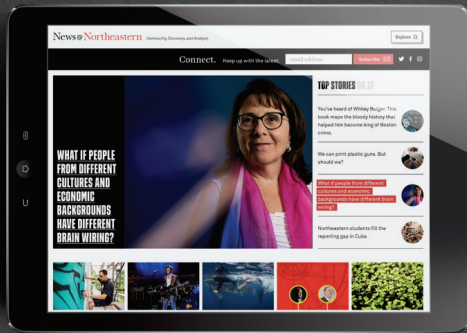 News@Northeastern Community, Discovery, and Analysis
Explore
Connect. Keep up with the latest. email address Subscribe
TOP STORIES 08.13
WHAT IF PEOPLE
FROM DIFFERENT
CULTURES AND
ECONOMIC
BACKGROUNDS
HAVE DIFFERENT
BRAIN WIRING?
You've heard of Whitey Bulger: This
book maps the bloody history that
helped him become king of Boston
crime.
We can print plastic guns. But
should we?
What if people from different
cultures and economic
backgrounds have different brain
wiring?
Northeastern students fill the
reporting gap in Cuba